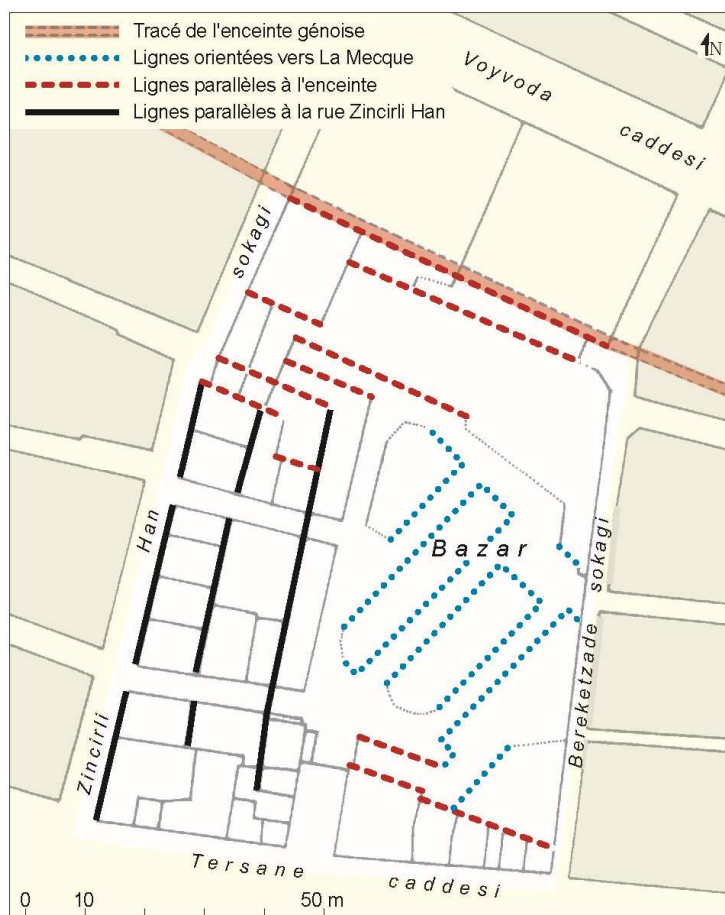 Tracé de l'enceinte génoise
Lignes orientées vers La Mecque
Lignes parallèles à l'enceinte
Lignes parallèles à la rue Zincirli Han
N
Voyvoda caddesi
sokagi
Han
Zincirli
Bazar
sokagi
Bereketzade
Tersane caddesi
0 10 50 m